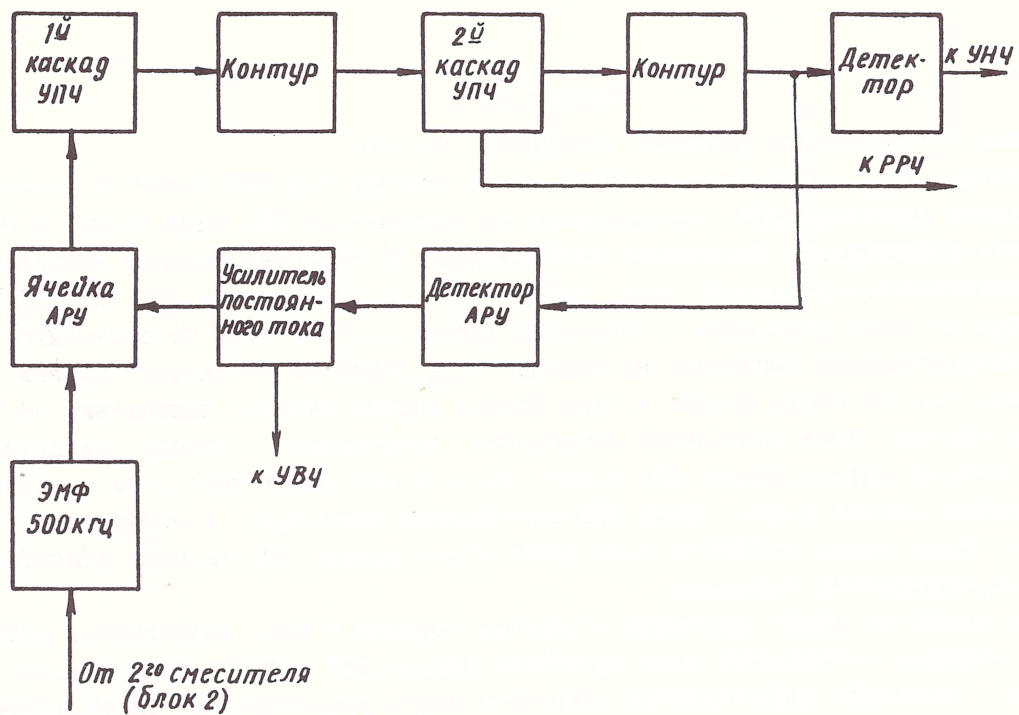 1й
каскад
УПЧ
Контур
2й
каскад
УПЧ
Контур
Детек-
тор
к УНЧ
к РРЧ
Ячейка
АРУ
Усилитель
постоян-
ного тока
Детектор
АРУ
к УВЧ
ЭМФ
500кгц
От 2го смесителя
(блок 2)